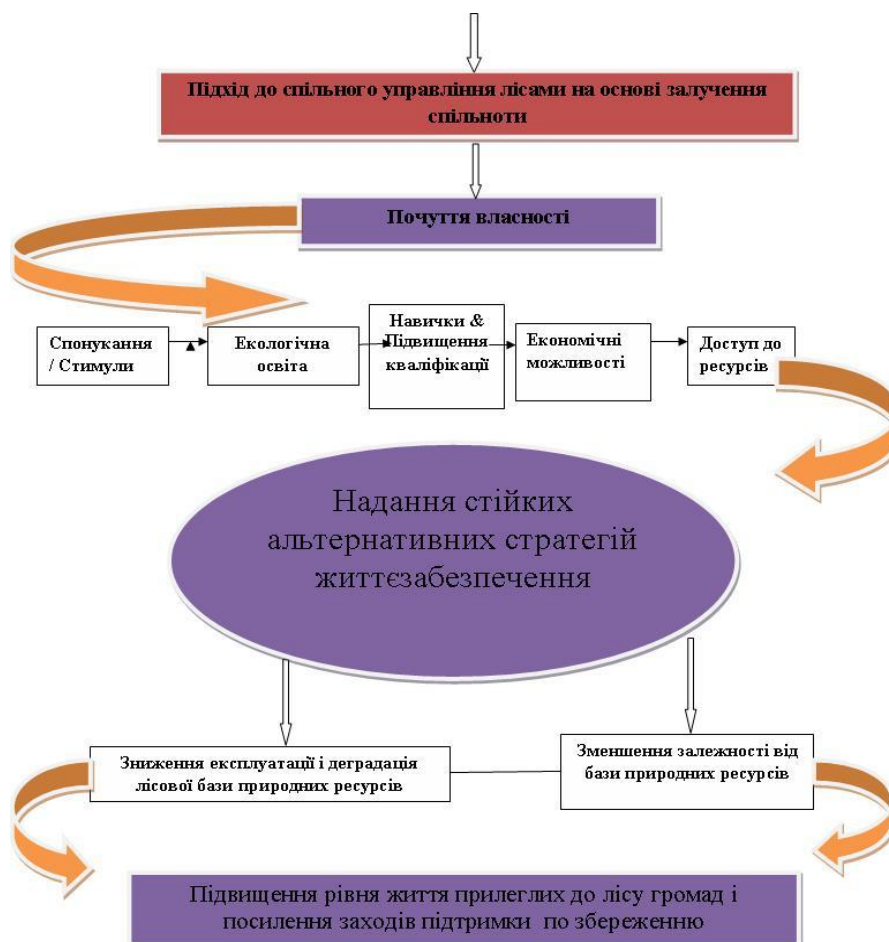 Підхід до спільного управління лісами на основі залучення
спільноти
Почуття власності
Спонукання
/ Стимули
Екологічна
освіта
Навички &
Підвищення
кваліфікації
Економічні
можливості
Доступ до
ресурсів
Надання стійких
альтернативних стратегій
життєзабезпечення
Зниження експлуатації і деградація
лісової бази природних ресурсів
Зменшення залежності від
бази природних ресурсів
Підвищення рівня життя прилеглих до лісу громад і
посилення заходів підтримки по збереженню